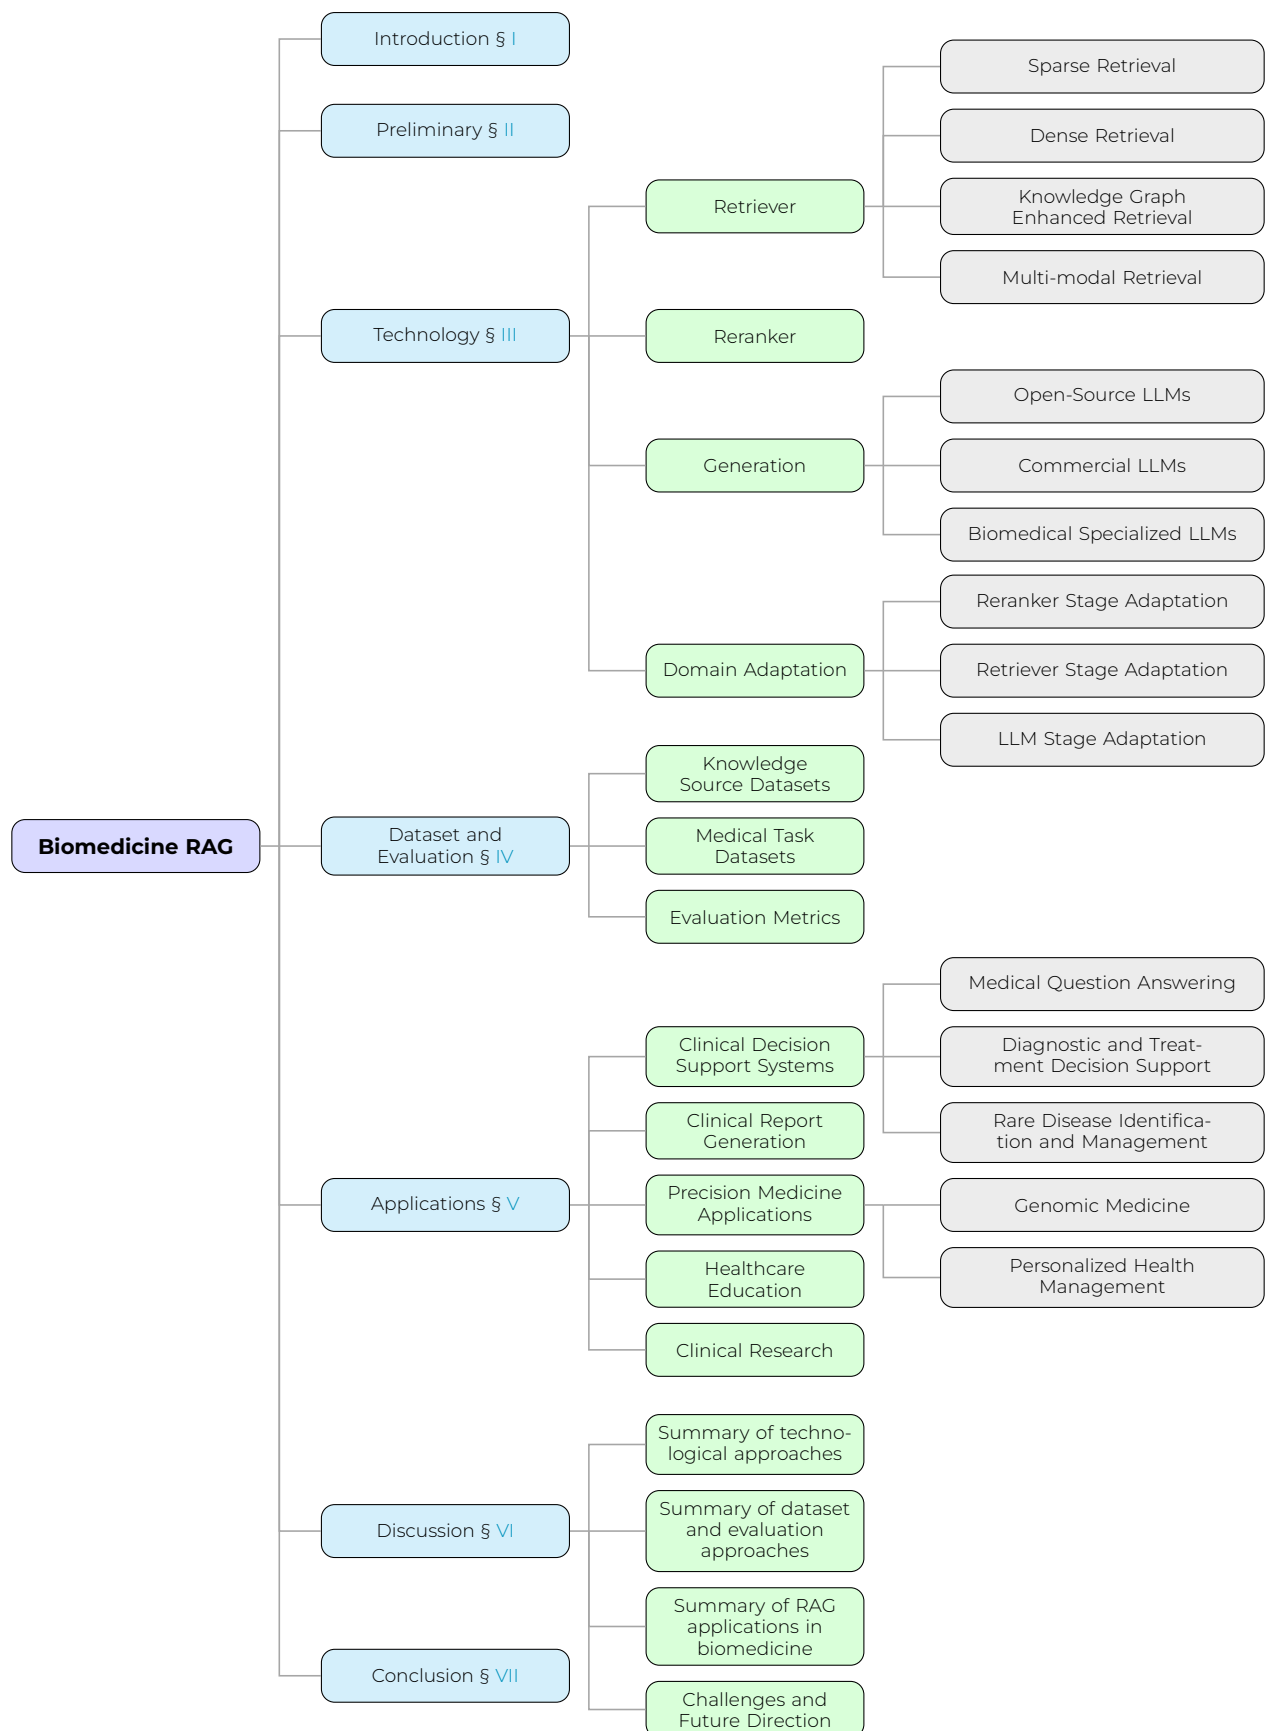 Biomedicine RAG
Introduction § I
Preliminary § II
Technology § III
Retriever
Sparse Retrieval
Dense Retrieval
Knowledge Graph
Enhanced Retrieval
Multi-modal Retrieval
Reranker
Generation
Open-Source LLMs
Commercial LLMs
Biomedical Specialized LLMs
Domain Adaptation
Reranker Stage Adaptation
Retriever Stage Adaptation
LLM Stage Adaptation
Dataset and
Evaluation § IV
Knowledge
Source Datasets
Medical Task
Datasets
Evaluation Metrics
Applications § V
Clinical Decision
Support Systems
Medical Question Answering
Diagnostic and Treat-
ment Decision Support
Rare Disease Identifica-
tion and Management
Clinical Report
Generation
Precision Medicine
Applications
Genomic Medicine
Personalized Health
Management
Healthcare
Education
Clinical Research
Discussion § VI
Summary of techno-
logical approaches
Summary of dataset
and evaluation
approaches
Summary of RAG
applications in
biomedicine
Challenges and
Future Direction
Conclusion § VII